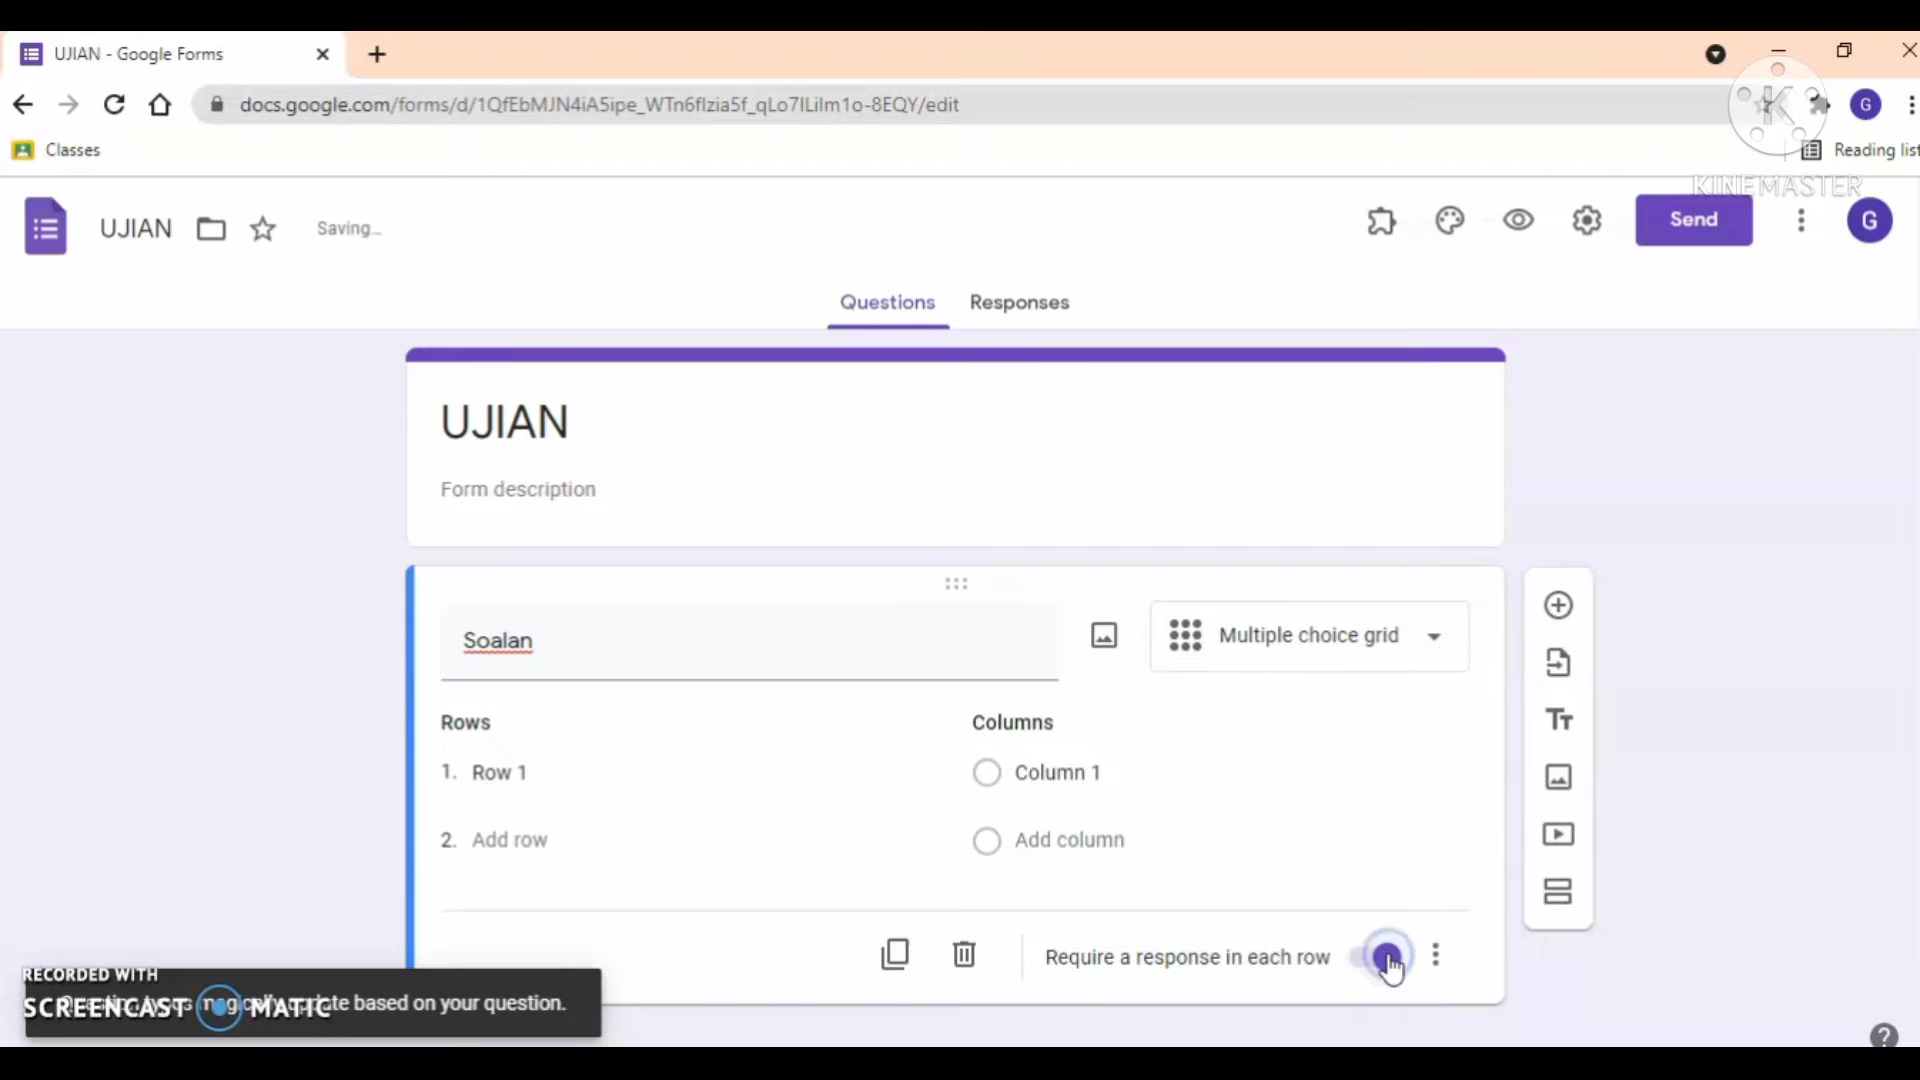 UJIAN - Google Forms
docs.google.com/forms/d/1QfEbMJN4iA5ipe_WTn6fIzia5f_qLo7ILiIm1o-8EQY/edit
G
Classes
Reading list
K
KINEMASTER
UJIAN
Saving...
Send
G
Questions
Responses
UJIAN
Form description
Soalan
Multiple choice grid
Rows
Columns
1. Row 1
Column 1
2. Add row
Add column
Require a response in each row
RECORDED WITH
SCREENCAST MATIC
update based on your question.